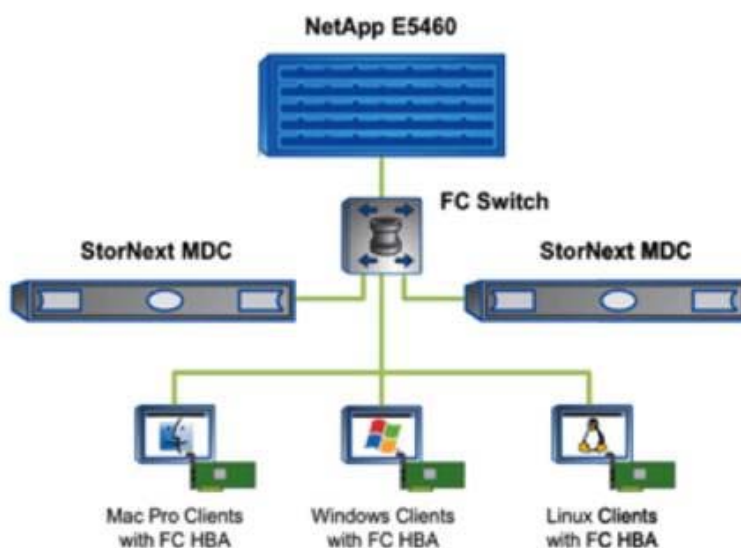 NetApp E5460
FC Switch
StorNext MDC
StorNext MDC
Mac Pro Clients
with FC HBA
Windows Clients
with FC HBA
Linux Clients
with FC HBA